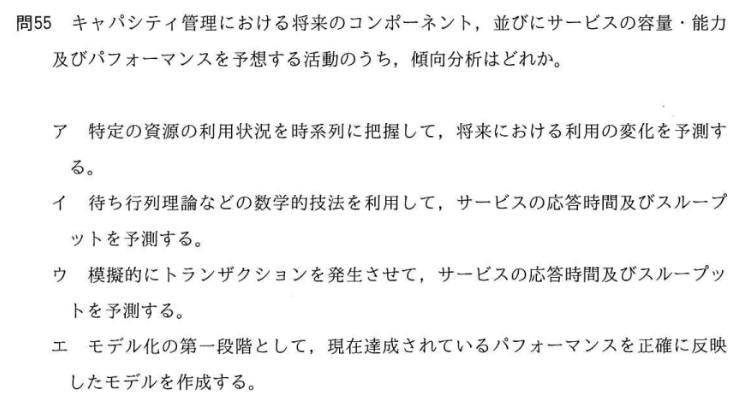 問55　キャパシティ管理における将来のコンポーネント，並びにサービスの容量・能力
及びパフォーマンスを予想する活動のうち，傾向分析はどれか。
ア　特定の資源の利用状況を時系列に把握して，将来における利用の変化を予測す
る。
イ　待ち行列理論などの数学的技法を利用して，サービスの応答時間及びスループ
ットを予測する。
ウ　模擬的にトランザクションを発生させて，サービスの応答時間及びスループッ
トを予測する。
エ　モデル化の第一段階として，現在達成されているパフォーマンスを正確に反映
したモデルを作成する。